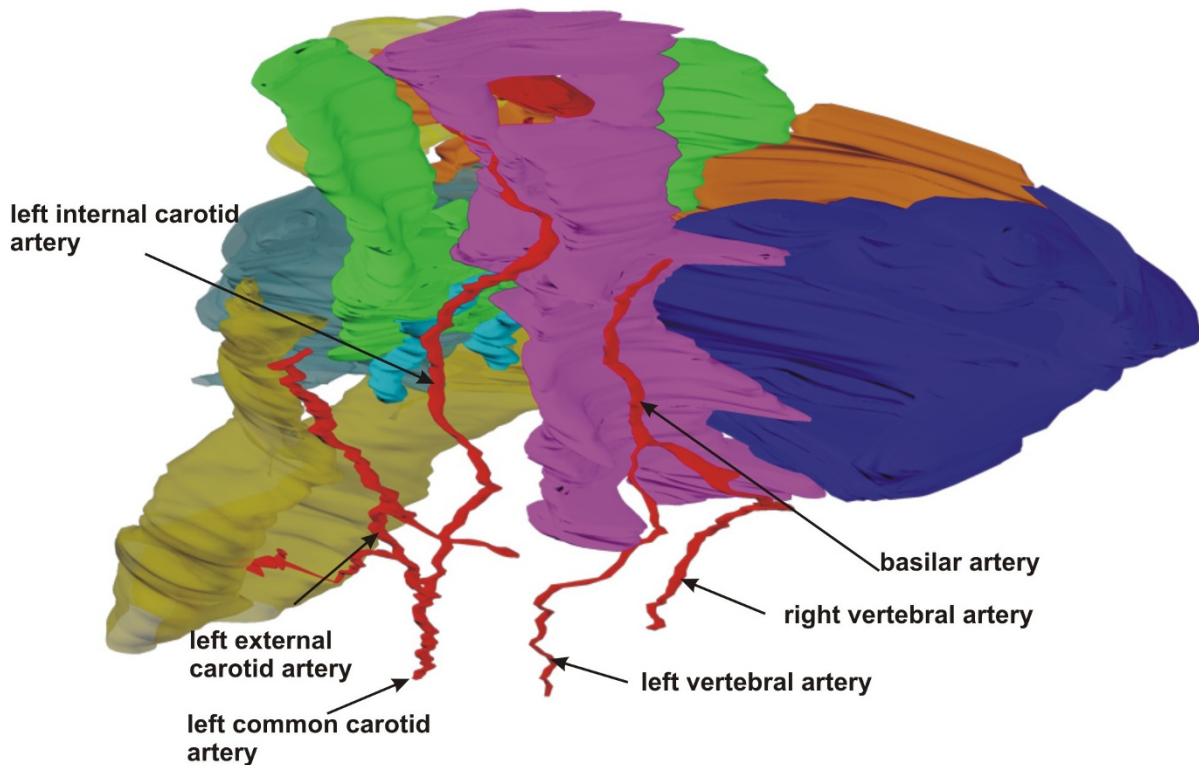 left internal carotid
artery
basilar artery
right vertebral artery
left external
carotid artery
left vertebral artery
left common carotid
artery